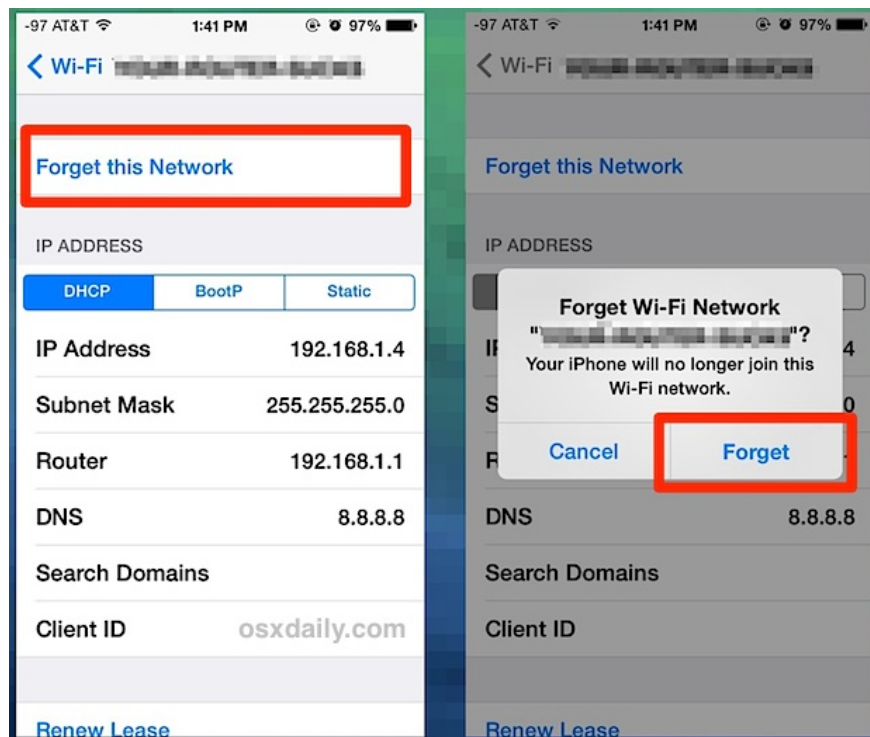 -97 AT&T 1:41 PM 97%
Wi-Fi
Forget this Network
IP ADDRESS
DHCP BootP Static
IP Address 192.168.1.4
Subnet Mask 255.255.255.0
Router 192.168.1.1
DNS 8.8.8.8
Search Domains
Client ID osxdaily.com
Renew Lease
-97 AT&T 1:41 PM 97%
Wi-Fi
Forget this Network
IP ADDRESS
Forget Wi-Fi Network
" "?
Your iPhone will no longer join this
Wi-Fi network.
Cancel Forget
DNS 8.8.8.8
Search Domains
Client ID
Renew Lease